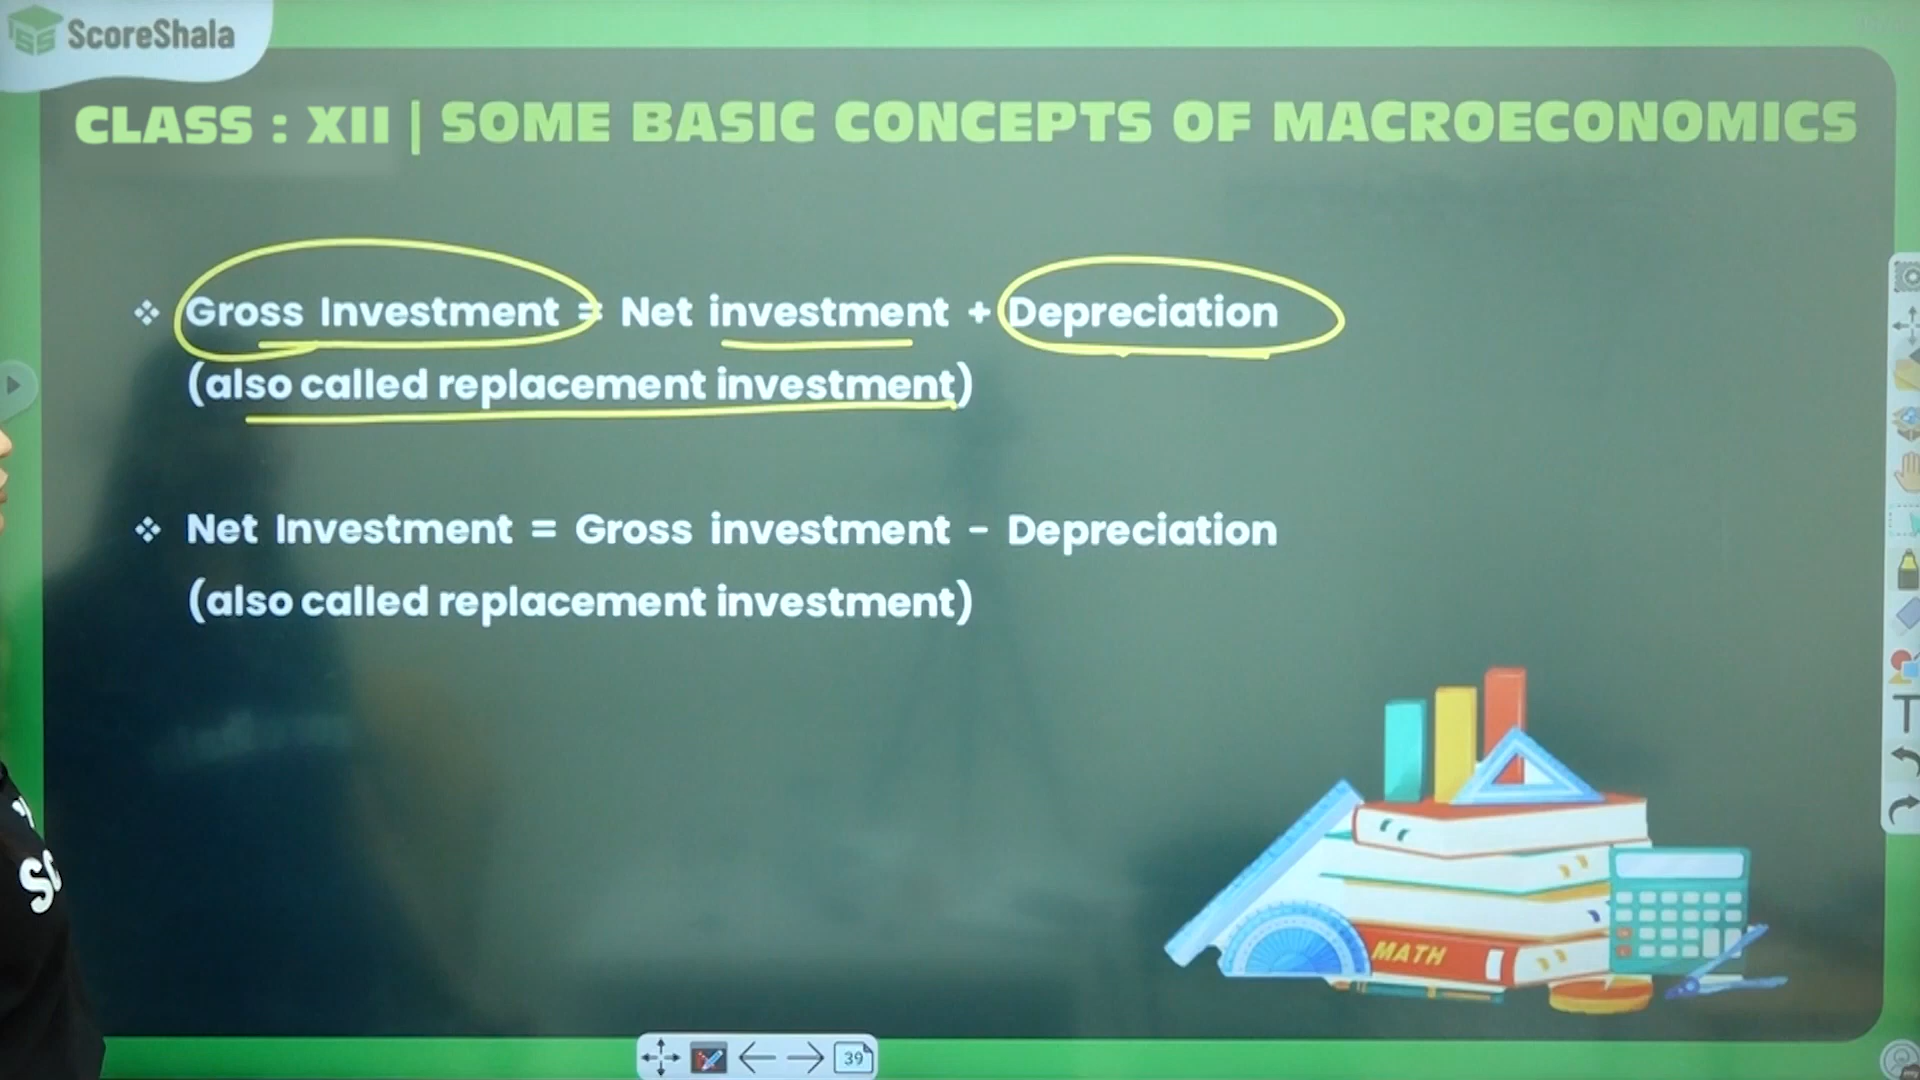 ScoreShala
CLASS : XII | SOME BASIC CONCEPTS OF MACROECONOMICS
❖ Gross Investment = Net investment + Depreciation
(also called replacement investment)
❖ Net Investment = Gross investment - Depreciation
(also called replacement investment)
MATH
39